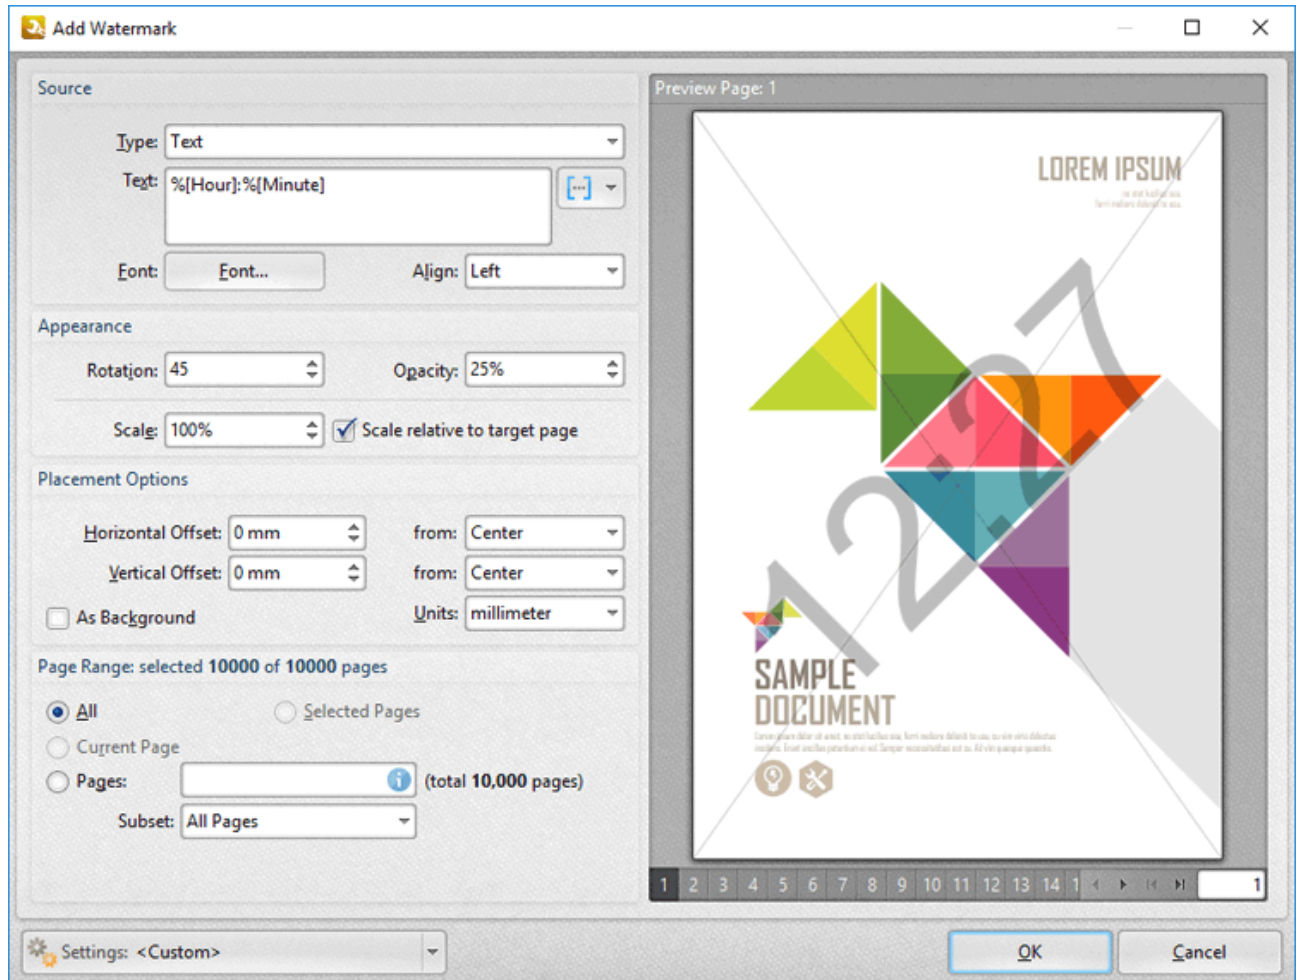 Add Watermark
Source
Type: Text
Text: %[Hour]:%[Minute]
Font: Font... Align: Left
Appearance
Rotation: 45 Opacity: 25%
Scale: 100% Scale relative to target page
Placement Options
Horizontal Offset: 0 mm from: Center
Vertical Offset: 0 mm from: Center
As Background Units: millimeter
Page Range: selected 10000 of 10000 pages
All Selected Pages
Current Page
Pages: (total 10,000 pages)
Subset: All Pages
Settings: <Custom>
Preview Page: 1
LOREM IPSUM
12:27
SAMPLE
DOCUMENT
1 2 3 4 5 6 7 8 9 10 11 12 13 14 1 1
OK Cancel